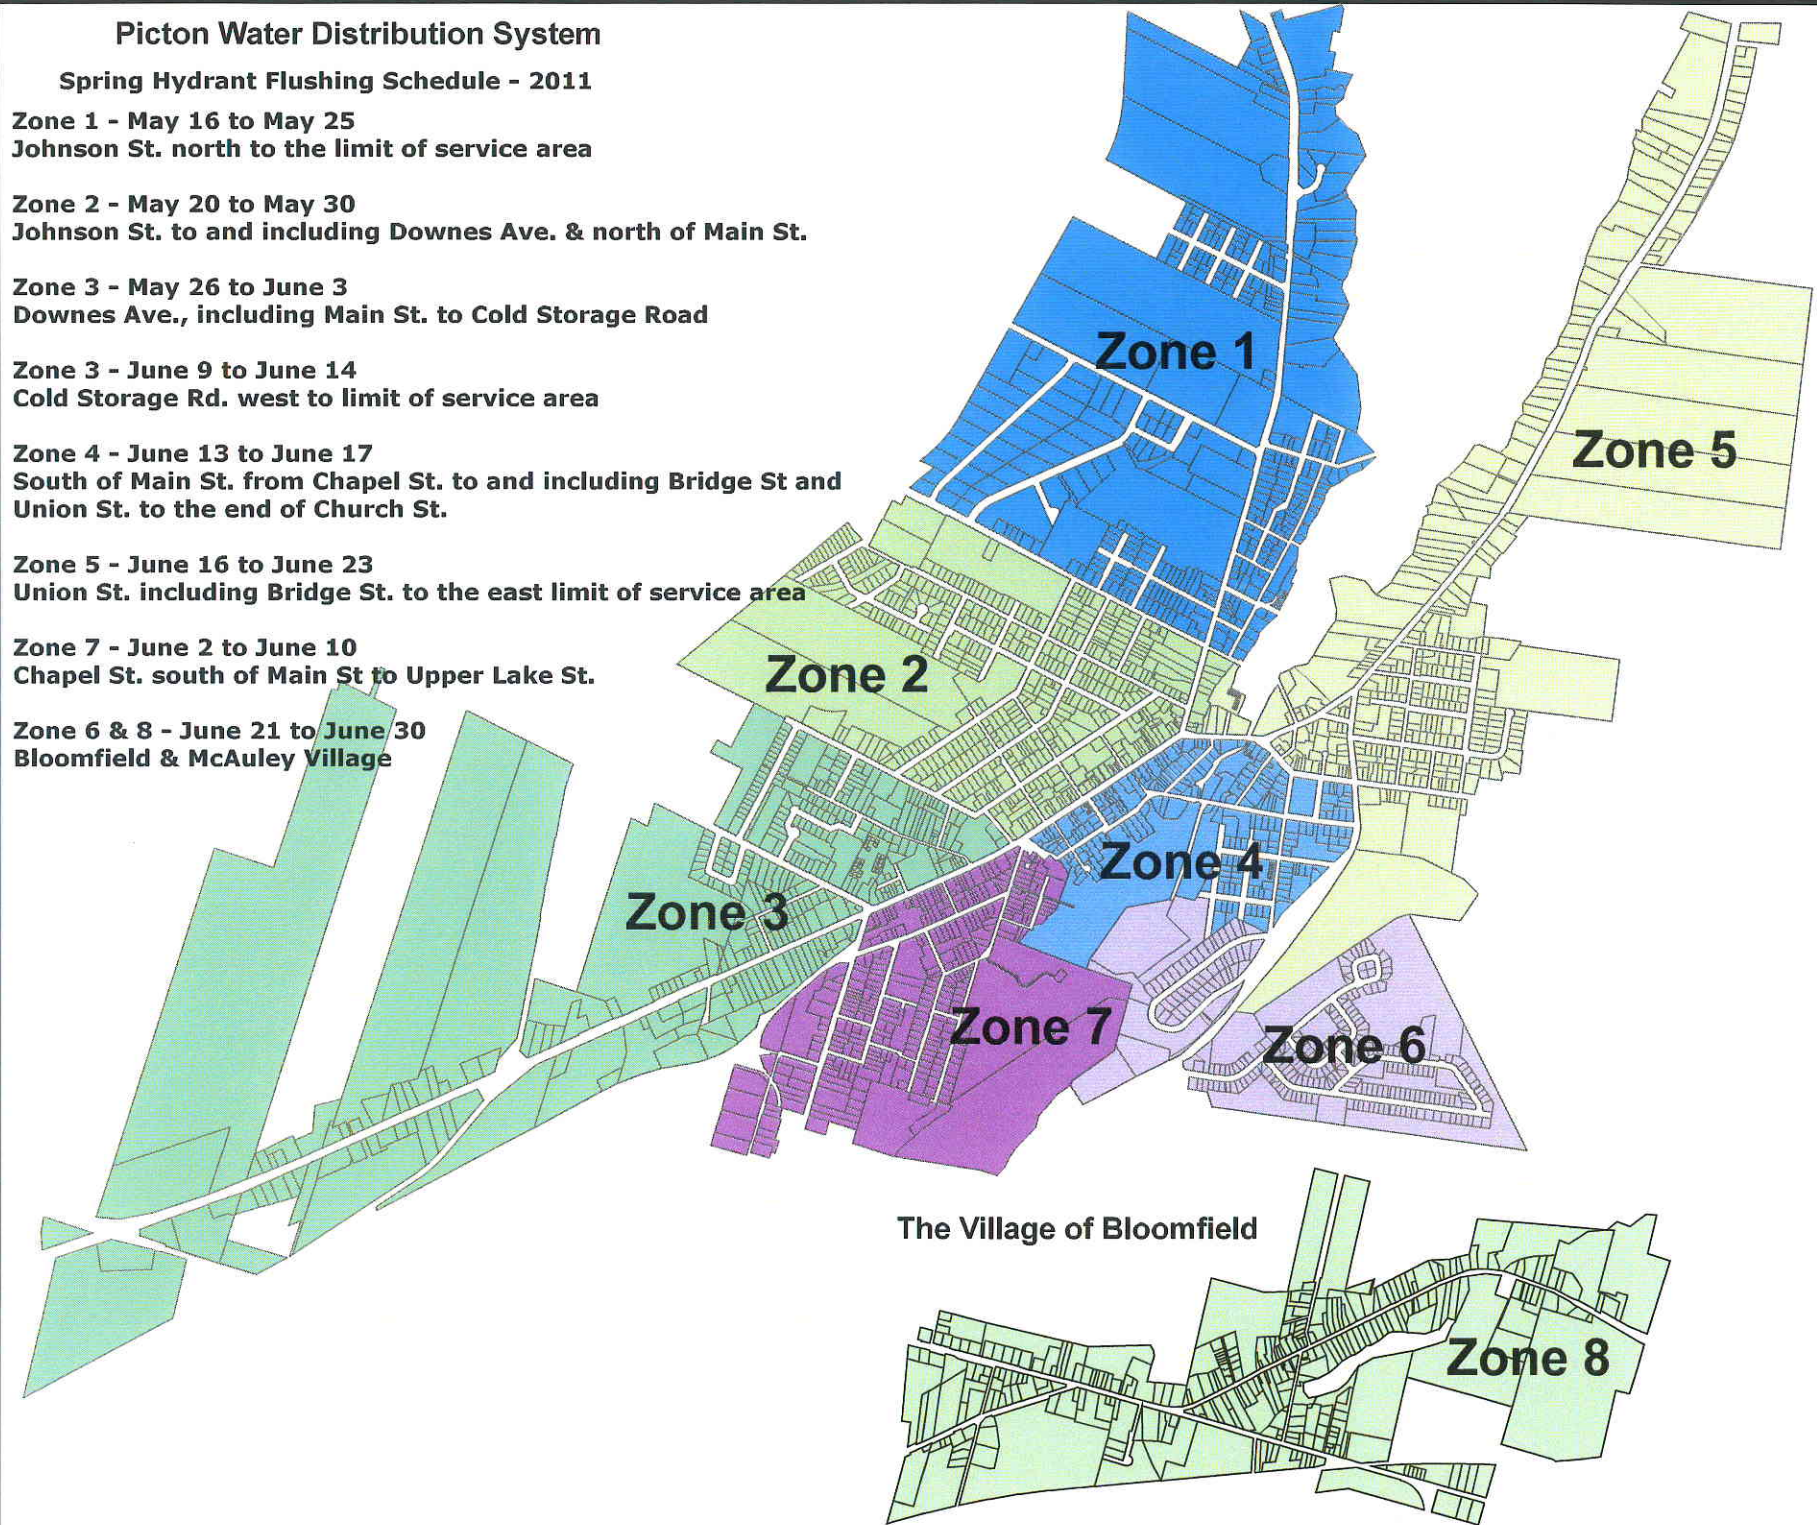 Picton Water Distribution System
Spring Hydrant Flushing Schedule - 2011
Zone 1 - May 16 to May 25
Johnson St. north to the limit of service area
Zone 2 - May 20 to May 30
Johnson St. to and including Downes Ave. & north of Main St.
Zone 3 - May 26 to June 3
Downes Ave., including Main St. to Cold Storage Road
Zone 3 - June 9 to June 14
Cold Storage Rd. west to limit of service area
Zone 4 - June 13 to June 17
South of Main St. from Chapel St. to and including Bridge St and
Union St. to the end of Church St.
Zone 5 - June 16 to June 23
Union St. including Bridge St. to the east limit of service area
Zone 7 - June 2 to June 10
Chapel St. south of Main St to Upper Lake St.
Zone 6 & 8 - June 21 to June 30
Bloomfield & McAuley Village
Zone 1
Zone 5
Zone 2
Zone 4
Zone 3
Zone 7
Zone 6
The Village of Bloomfield
Zone 8